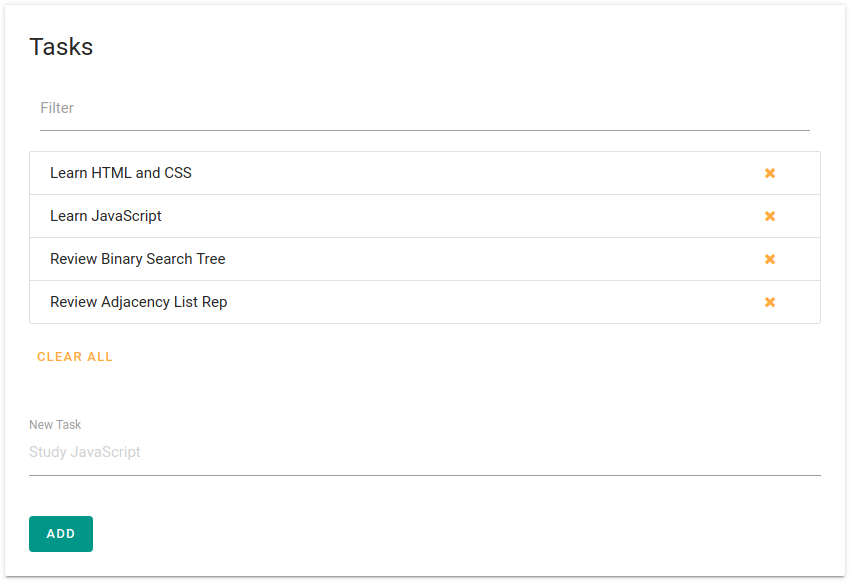 Tasks
Filter
Learn HTML and CSS
Learn JavaScript
Review Binary Search Tree
Review Adjacency List Rep
CLEAR ALL
New Task
Study JavaScript
ADD